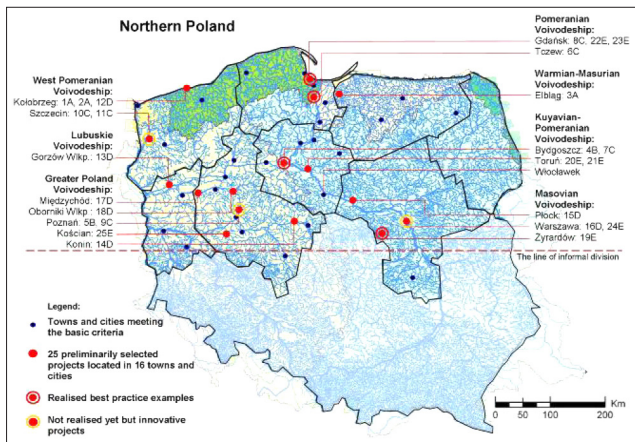 Northern Poland
West Pomeranian
Voivodeship:
Kołobrzeg: 1A, 2A, 12D
Szczecin: 10C, 11C
Lubuskie
Voivodeship:
Gorzów Wlkp.: 13D
Greater Poland
Voivodeship:
Międzychód: 17D
Oborniki Wlkp : 18D
Poznań: 5B, 9C
Kościan: 25E
Konin: 14D
Pomeranian
Voivodeship:
Gdańsk: 8C, 22E, 23E
Tczew: 6C
Warmian-Masurian
Voivodeship:
Elbląg: 3A
Kuyavian-
Pomeranian
Voivodeship:
Bydgoszcz: 4B, 7C
Toruń: 20E, 21E
Włocławek
Masovian
Voivodeship:
Płock: 15D
Warszawa: 16D, 24E
Żyrardów: 19E
The line of informal division
Legend:
Towns and cities meeting
the basic criteria
25 preliminarily selected
projects located in 16 towns and
cities
Realised best practice examples
Not realised yet but innovative
projects
Km
0 25 50 100 150 200